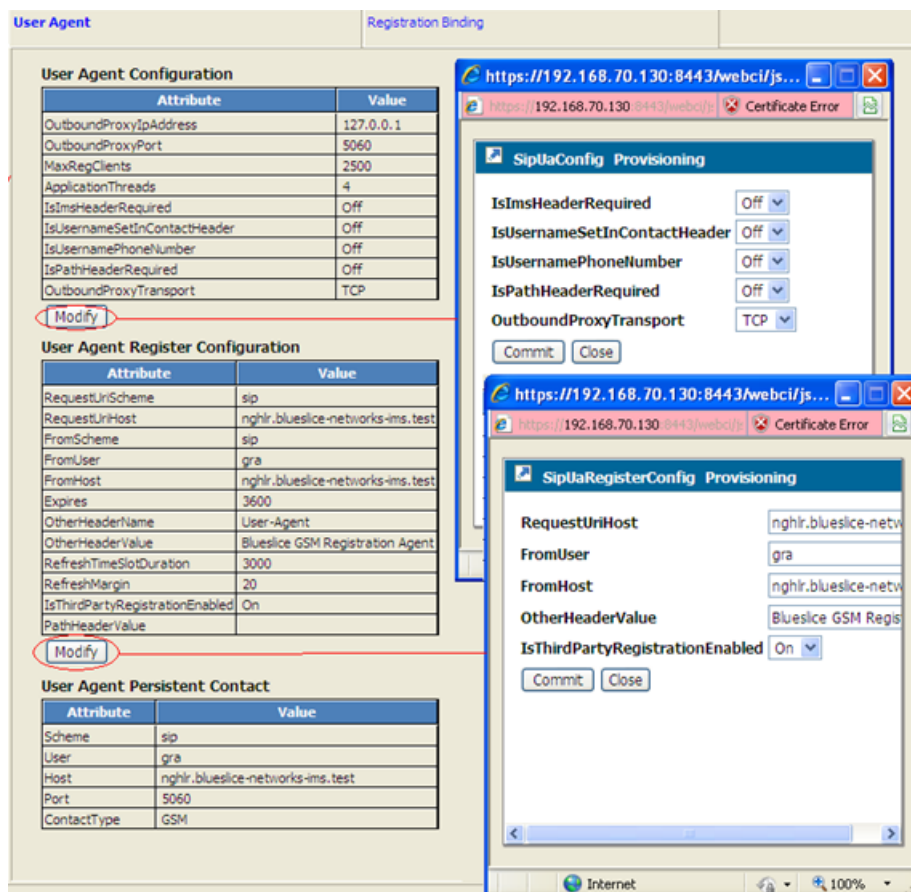 User Agent
Registration Binding
User Agent Configuration
Attribute Value
OutboundProxyIpAddress 127.0.0.1
OutboundProxyPort 5060
MaxRegClients 2500
ApplicationThreads 4
IsImsHeaderRequired Off
IsUsernameSetInContactHeader Off
IsUsernamePhoneNumber Off
IsPathHeaderRequired Off
OutboundProxyTransport TCP
Modify
User Agent Register Configuration
Attribute Value
RequestUriScheme sip
RequestUriHost nghlr.blueslice-networks-ims.test
FromScheme sip
FromUser gra
FromHost nghlr.blueslice-networks-ims.test
Expires 3600
OtherHeaderName User-Agent
OtherHeaderValue Blueslice GSM Registration Agent
RefreshTimeSlotDuration 3000
RefreshMargin 20
IsThirdPartyRegistrationEnabled On
PathHeaderValue
Modify
User Agent Persistent Contact
Attribute Value
Scheme sip
User gra
Host nghlr.blueslice-networks-ims.test
Port 5060
ContactType GSM
https://192.168.70.130:8443/webci/js...
https://192.168.70.130:8443/webci/j Certificate Error
SipUaConfig Provisioning
IsImsHeaderRequired Off
IsUsernameSetInContactHeader Off
IsUsernamePhoneNumber Off
IsPathHeaderRequired Off
OutboundProxyTransport TCP
Commit Close
https://192.168.70.130:8443/webci/js...
https://192.168.70.130:8443/webci/j Certificate Error
SipUaRegisterConfig Provisioning
RequestUriHost nghlr.blueslice-netw
FromUser gra
FromHost nghlr.blueslice-netw
OtherHeaderValue Blueslice GSM Regis
IsThirdPartyRegistrationEnabled On
Commit Close
Internet 100%